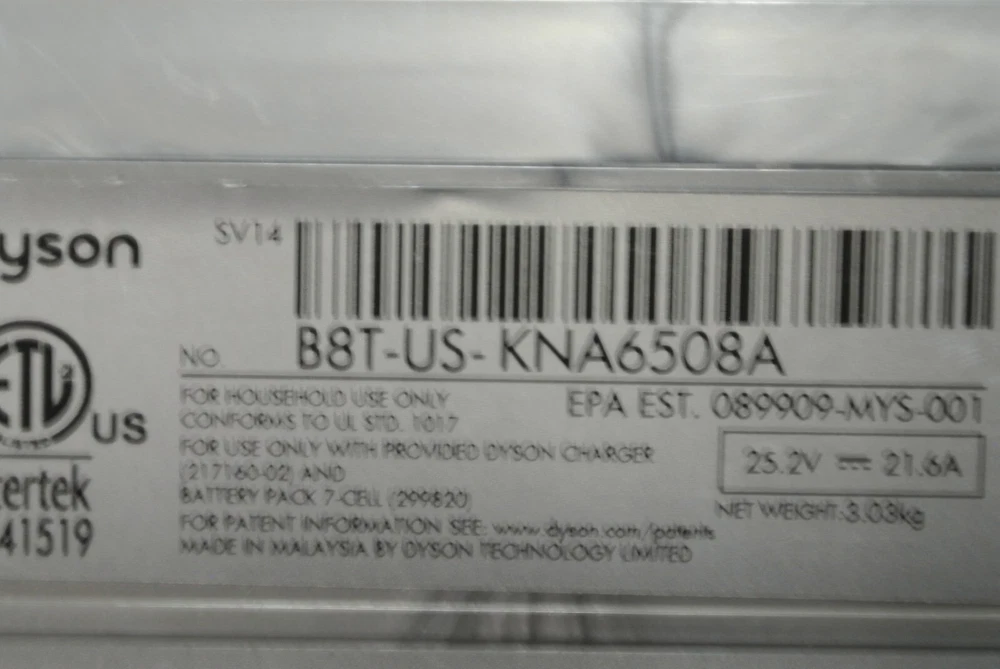 yson
SV14
NO. B8T-US-KNA6508A
FOR HOUSEHOLD USE ONLY
CONFORMS TO UL STD. 1017
FOR USE ONLY WITH PROVIDED DYSON CHARGER
(217160-02) AND
BATTERY PACK 7-CELL (299820)
FOR PATENT INFORMATION SEE: www.dyson.com/patents
MADE IN MALAYSIA BY DYSON TECHNOLOGY LIMITED
EPA EST. 089909-MYS-001
25.2V ⎓ 21.6A
NET WEIGHT:3.03kg
ETL
US
tertek
41519